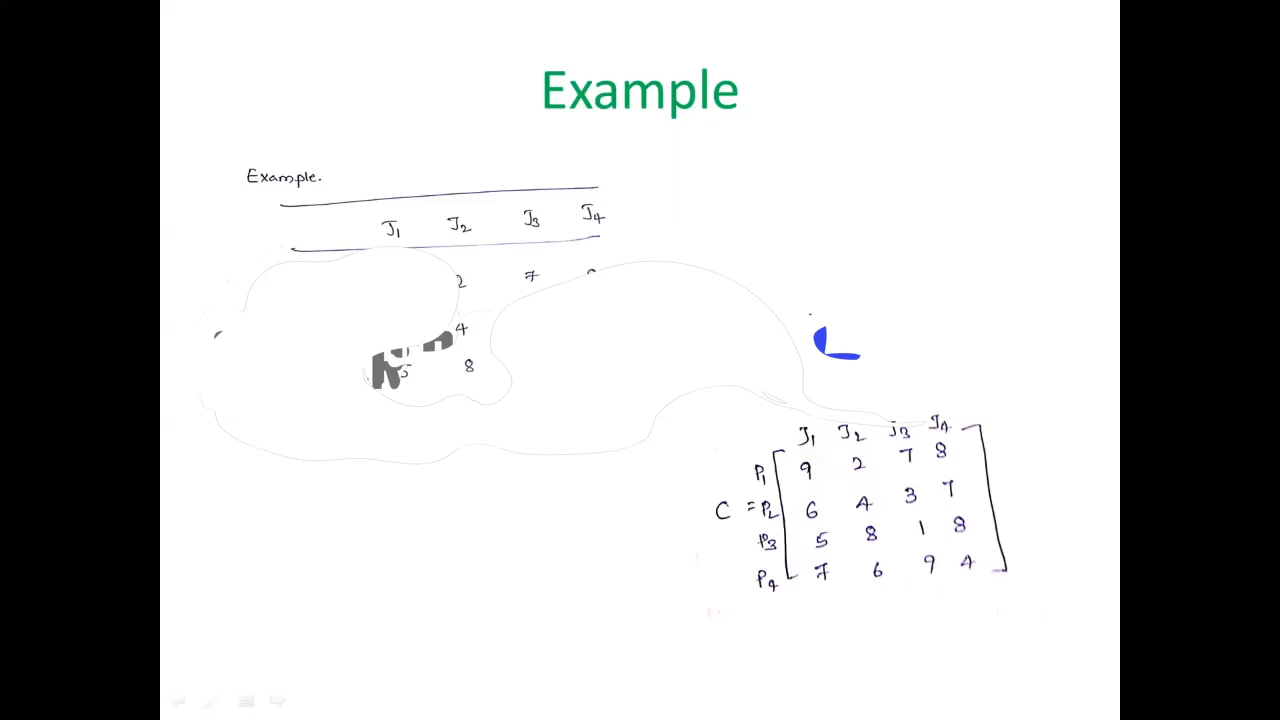 Example
Example.
J1 J2 J3 J4
2 7
4
5 8
J1 J2 J3 J4
P1 9 2 7 8
C = P2 6 4 3 7
P3 5 8 1 8
P4 7 6 9 4